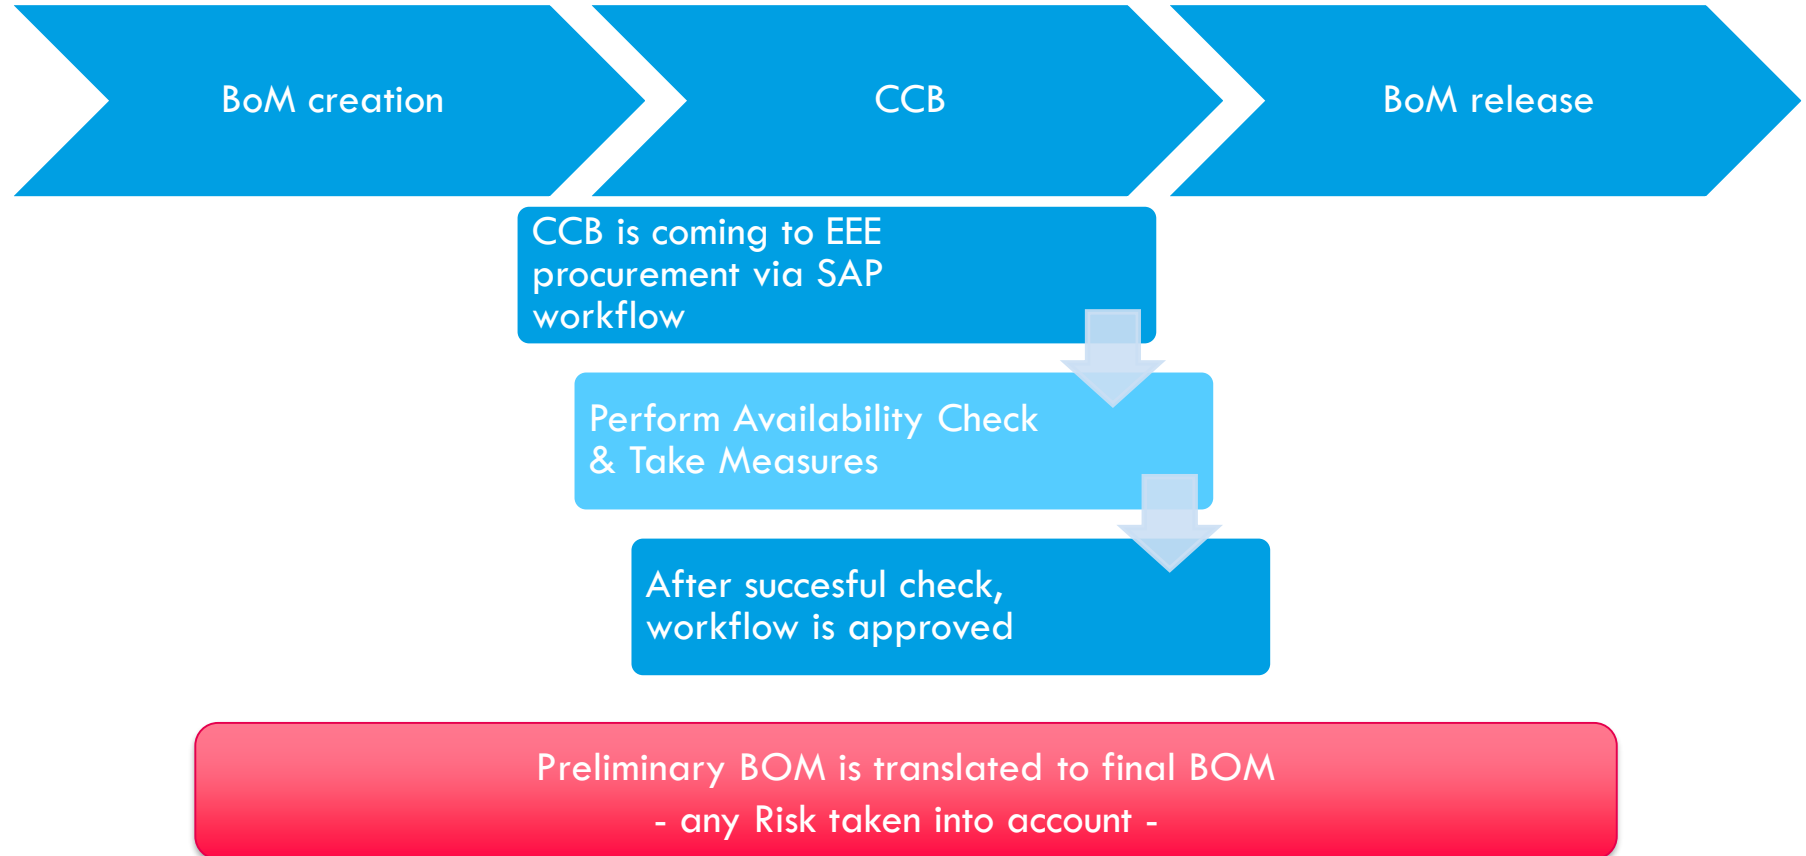 BoM creation
CCB
BoM release
CCB is coming to EEE
procurement via SAP
workflow
Perform Availability Check
& Take Measures
After succesful check,
workflow is approved
Preliminary BOM is translated to final BOM
- any Risk taken into account -